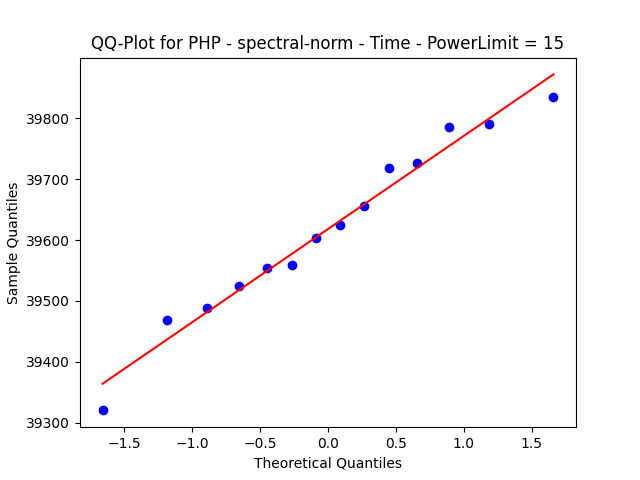 QQ-Plot for PHP - spectral-norm - Time - PowerLimit = 15
39800
39700
39600
39500
39400
39300
Sample Quantiles
−1.5 −1.0 −0.5 0.0 0.5 1.0 1.5
Theoretical Quantiles